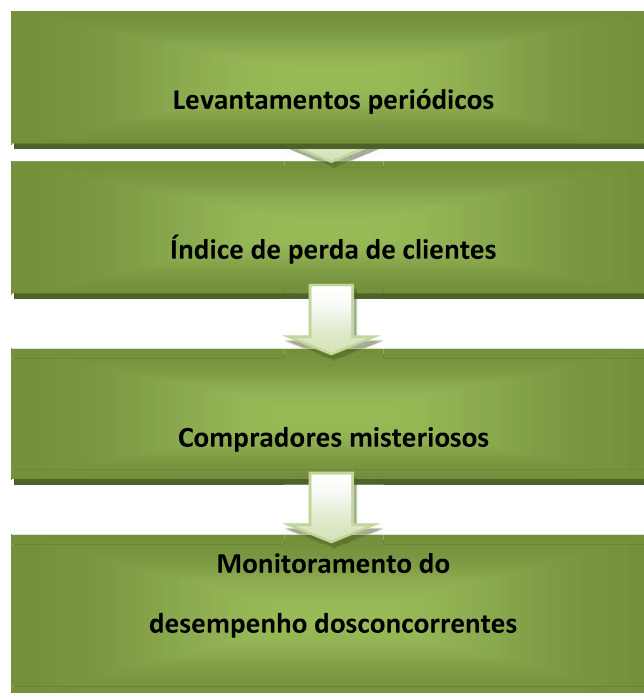 Levantamentos periódicos
Índice de perda de clientes
Compradores misteriosos
Monitoramento do
desempenho dosconcorrentes